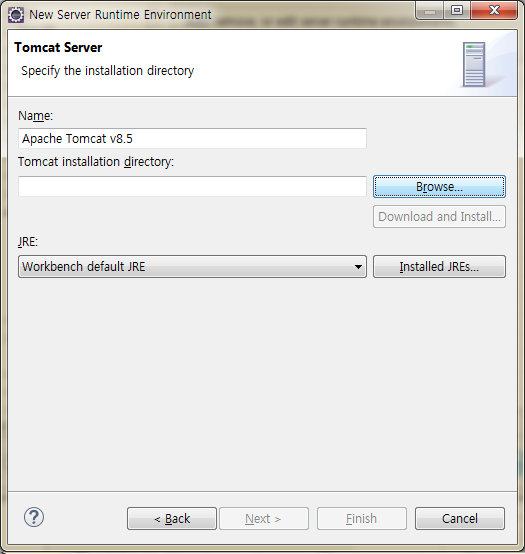 New Server Runtime Environment
Tomcat Server
Specify the installation directory
Name:
Apache Tomcat v8.5
Tomcat installation directory:
Browse...
Download and Install...
JRE:
Workbench default JRE
Installed JREs...
?
< Back
Next >
Finish
Cancel